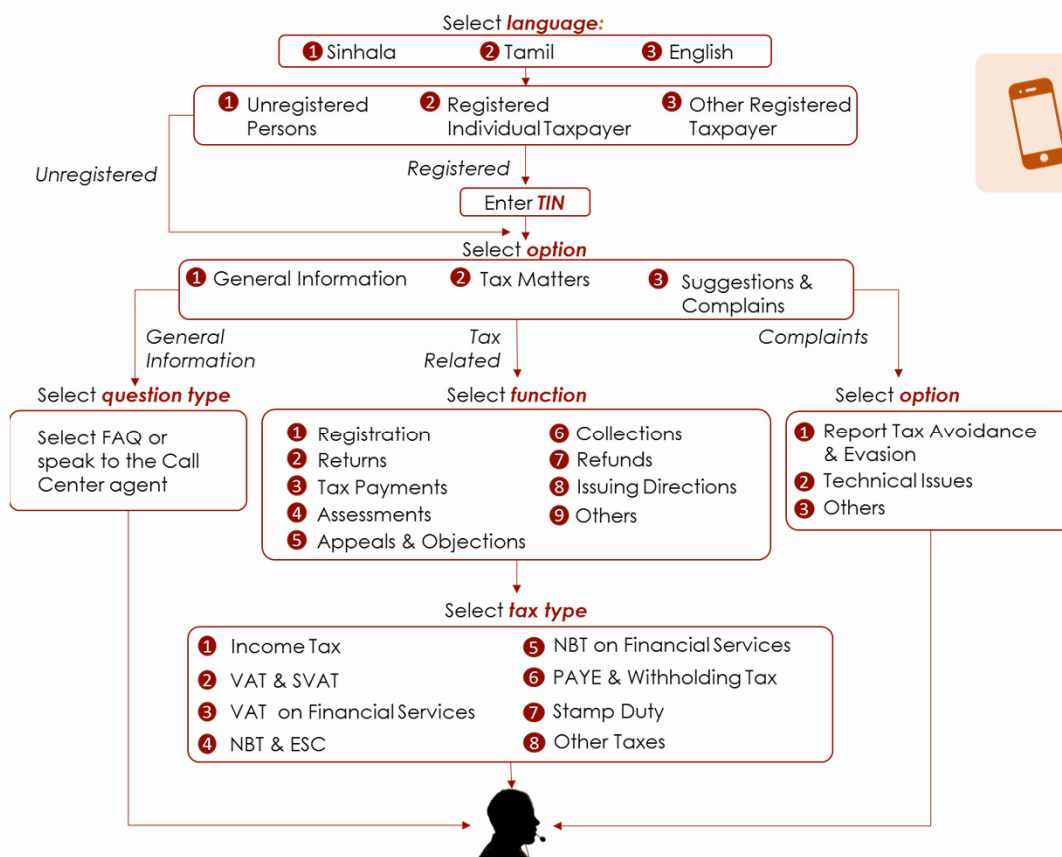 Select language:
1 Sinhala 2 Tamil 3 English
1 Unregistered Persons
2 Registered Individual Taxpayer
3 Other Registered Taxpayer
Unregistered
Registered
Enter TIN
Select option
1 General Information 2 Tax Matters 3 Suggestions & Complains
General Information
Tax Related
Complaints
Select question type
Select FAQ or
speak to the Call
Center agent
Select function
1 Registration
2 Returns
3 Tax Payments
4 Assessments
5 Appeals & Objections
6 Collections
7 Refunds
8 Issuing Directions
9 Others
Select option
1 Report Tax Avoidance
& Evasion
2 Technical Issues
3 Others
Select tax type
1 Income Tax
2 VAT & SVAT
3 VAT on Financial Services
4 NBT & ESC
5 NBT on Financial Services
6 PAYE & Withholding Tax
7 Stamp Duty
8 Other Taxes